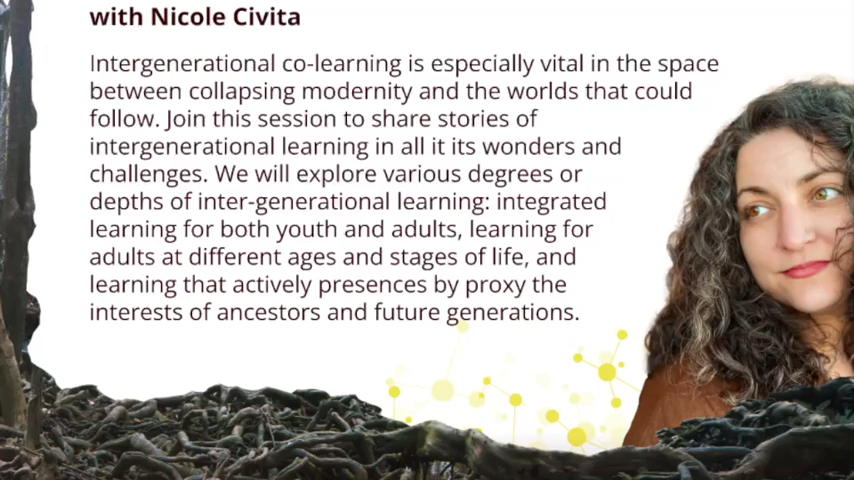 with Nicole Civita
Intergenerational co-learning is especially vital in the space
between collapsing modernity and the worlds that could
follow. Join this session to share stories of
intergenerational learning in all it its wonders and
challenges. We will explore various degrees or
depths of inter-generational learning: integrated
learning for both youth and adults, learning for
adults at different ages and stages of life, and
learning that actively presences by proxy the
interests of ancestors and future generations.